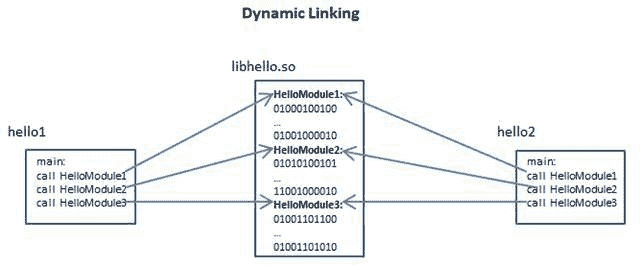 Dynamic Linking
libhello.so
HelloModule1:
01000100100
...
01001000010
HelloModule2:
01010100101
...
11001000010
HelloModule3:
01001101100
...
01001101010
hello1
main:
call HelloModule1
call HelloModule2
call HelloModule3
hello2
main:
call HelloModule1
call HelloModule2
call HelloModule3